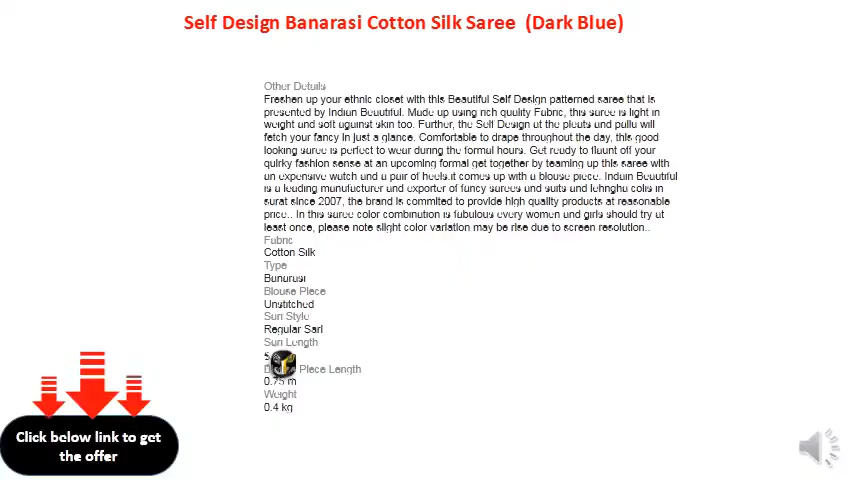 Self Design Banarasi Cotton Silk Saree (Dark Blue)
Other Details
Freshen up your ethnic closet with this Beautiful Self Design patterned saree that is
presented by Indian Beautiful. Made up using rich quality Fabric, this saree is light in
weight and soft against skin too. Further, the Self Design at the pleats and pallu will
fetch your fancy in just a glance. Comfortable to drape throughout the day, this good
looking saree is perfect to wear during the formal hours. Get ready to flaunt off your
quirky fashion sense at an upcoming formal get together by teaming up this saree with
an expensive watch and a pair of heels.it comes up with a blouse piece. Indain Beautiful
is a leading manufacturer and exporter of fancy sarees and suits and lehngha colis in
surat since 2007, the brand is commited to provide high quality products at reasonable
price.. In this saree color combination is fabulous every women and girls should try at
least once, please note slight color variation may be rise due to screen resolution..
Fabric
Cotton Silk
Type
Banarasi
Blouse Piece
Unstitched
Sari Style
Regular Sari
Sari Length
Piece Length
0.75 m
Weight
0.4 kg
Click below link to get
the offer